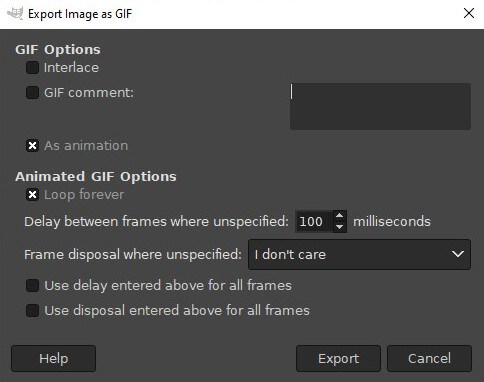 Export Image as GIF
GIF Options
Interlace
GIF comment:
As animation
Animated GIF Options
Loop forever
Delay between frames where unspecified: 100 milliseconds
Frame disposal where unspecified: I don't care
Use delay entered above for all frames
Use disposal entered above for all frames
Help Export Cancel